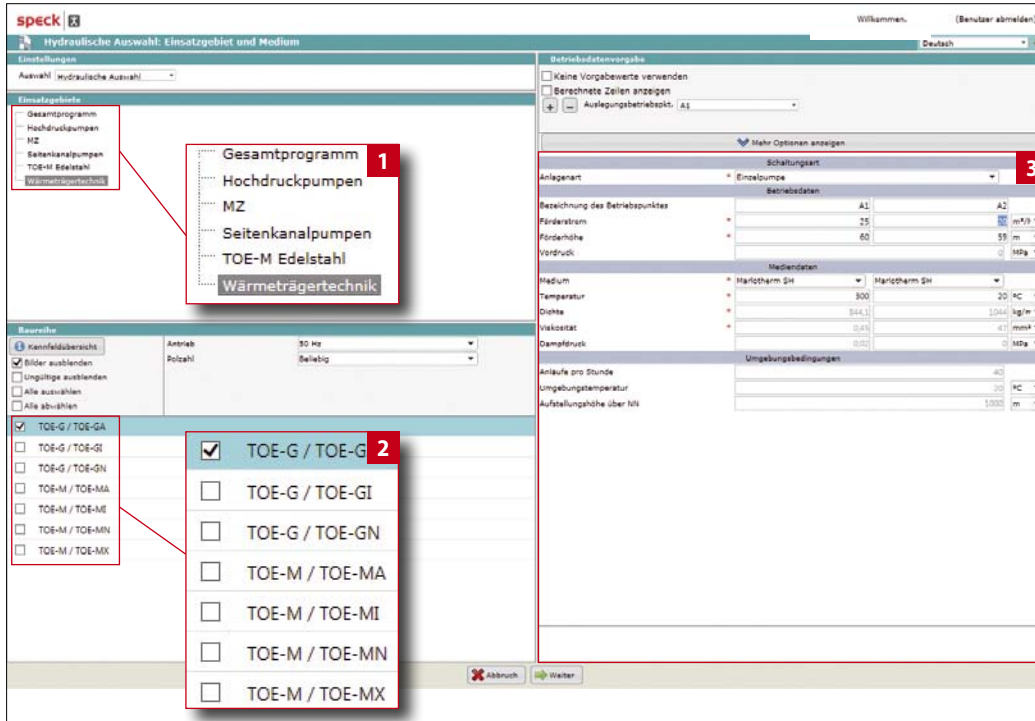 speck
Willkommen. (Benutzer abmelden)
Hydraulische Auswahl: Einsatzgebiet und Medium
Deutsch
Einstellungen
Auswahl Hydraulische Auswahl
Einsatzgebiete
Gesamtprogramm
Hochdruckpumpen
MZ
Seitenkanalpumpen
TOE-M Edelstahl
Wärmeträgertechnik
1
Gesamtprogramm
Hochdruckpumpen
MZ
Seitenkanalpumpen
TOE-M Edelstahl
Wärmeträgertechnik
Baureihe
Kennfeldübersicht
Bilder ausblenden
Ungültige ausblenden
Alle auswählen
Alle abwählen
Antrieb 50 Hz
Polzahl Beliebig
TOE-G / TOE-GA
TOE-G / TOE-GI
TOE-G / TOE-GN
TOE-M / TOE-MA
TOE-M / TOE-MI
TOE-M / TOE-MN
TOE-M / TOE-MX
2
TOE-G / TOE-G
TOE-G / TOE-GI
TOE-G / TOE-GN
TOE-M / TOE-MA
TOE-M / TOE-MI
TOE-M / TOE-MN
TOE-M / TOE-MX
Betriebsdatenvorgabe
Keine Vorgabewerte verwenden
Berechnete Zeilen anzeigen
+ − Auslegungsbetriebspkt. A1
Mehr Optionen anzeigen
3
Schaltungsart
Anlagenart * Einzelpumpe
Betriebsdaten
Bezeichnung des Betriebspunktes A1 A2
Förderstrom * 25 m³/h
Förderhöhe * 60 59 m
Vordruck 0 MPa
Mediendaten
Medium * Marlotherm SH Marlotherm SH
Temperatur * 300 20 °C
Dichte * 844,1 1044 kg/m
Viskosität * 0,45 47 mm²
Dampfdruck 0,02 0 MPa
Umgebungsbedingungen
Anläufe pro Stunde 40
Umgebungstemperatur 20 °C
Aufstellungshöhe über NN 1000 m
Abbruch
Weiter